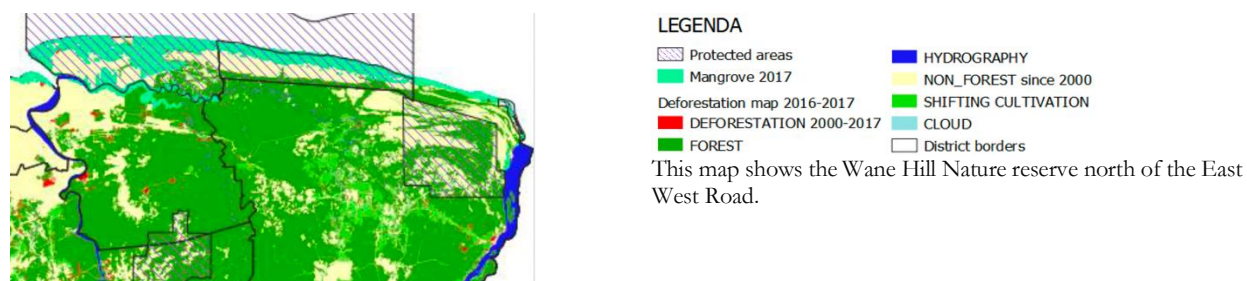 LEGENDA
Protected areas
Mangrove 2017
Deforestation map 2016-2017
DEFORESTATION 2000-2017
FOREST
HYDROGRAPHY
NON_FOREST since 2000
SHIFTING CULTIVATION
CLOUD
District borders
This map shows the Wane Hill Nature reserve north of the East
West Road.